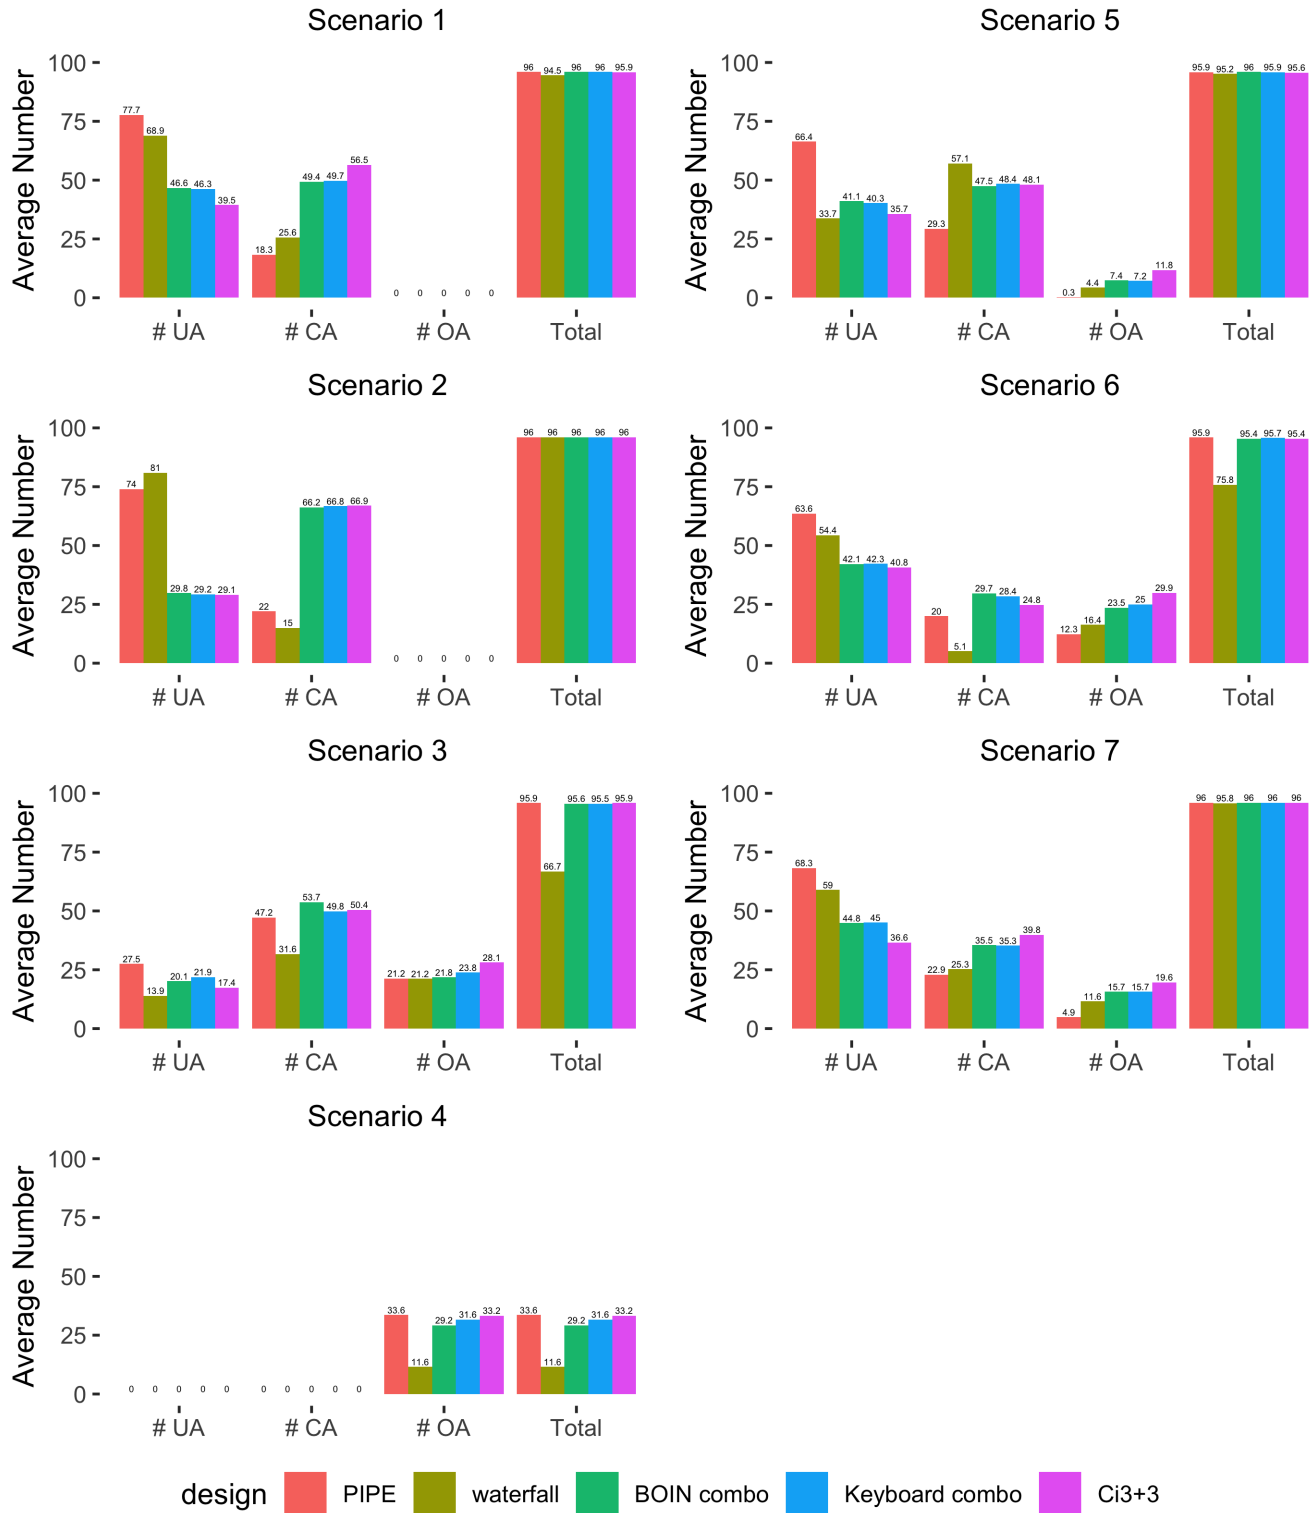 Scenario 1
Average Number
100
75
50
25
0
77.7 68.9 46.6 46.3 39.5
18.3 25.6 49.4 49.7 56.5
0 0 0 0 0
96 94.5 96 96 95.9
# UA # CA # OA Total
Scenario 5
Average Number
100
75
50
25
0
66.4 33.7 41.1 40.3 35.7
29.3 57.1 47.5 48.4 48.1
0.3 4.4 7.4 7.2 11.8
95.9 95.2 96 95.9 95.6
# UA # CA # OA Total
Scenario 2
Average Number
100
75
50
25
0
74 81 29.8 29.2 29.1
22 15 66.2 66.8 66.9
0 0 0 0 0
96 96 96 96 96
# UA # CA # OA Total
Scenario 6
Average Number
100
75
50
25
0
63.6 54.4 42.1 42.3 40.8
20 5.1 29.7 28.4 24.8
12.3 16.4 23.5 25 29.9
95.9 75.8 95.4 95.7 95.4
# UA # CA # OA Total
Scenario 3
Average Number
100
75
50
25
0
27.5 13.9 20.1 21.9 17.4
47.2 31.6 53.7 49.8 50.4
21.2 21.2 21.8 23.8 28.1
95.9 66.7 95.6 95.5 95.9
# UA # CA # OA Total
Scenario 7
Average Number
100
75
50
25
0
68.3 59 44.8 45 36.6
22.9 25.3 35.5 35.3 39.8
4.9 11.6 15.7 15.7 19.6
96 95.8 96 96 96
# UA # CA # OA Total
Scenario 4
Average Number
100
75
50
25
0
0 0 0 0 0
0 0 0 0 0
33.6 11.6 29.2 31.6 33.2
33.6 11.6 29.2 31.6 33.2
# UA # CA # OA Total
design PIPE waterfall BOIN combo Keyboard combo Ci3+3